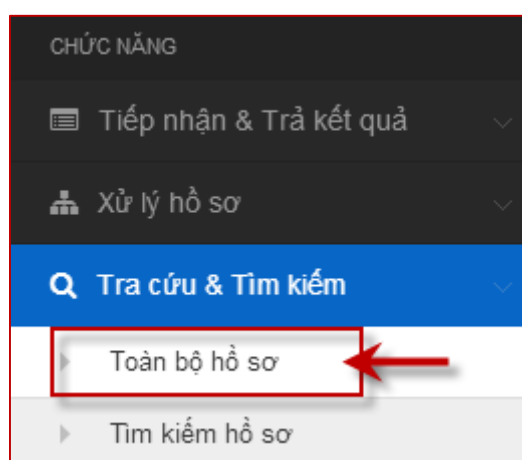 CHỨC NĂNG
Tiếp nhận & Trả kết quả
Xử lý hồ sơ
Tra cứu & Tìm kiếm
Toàn bộ hồ sơ
Tìm kiếm hồ sơ